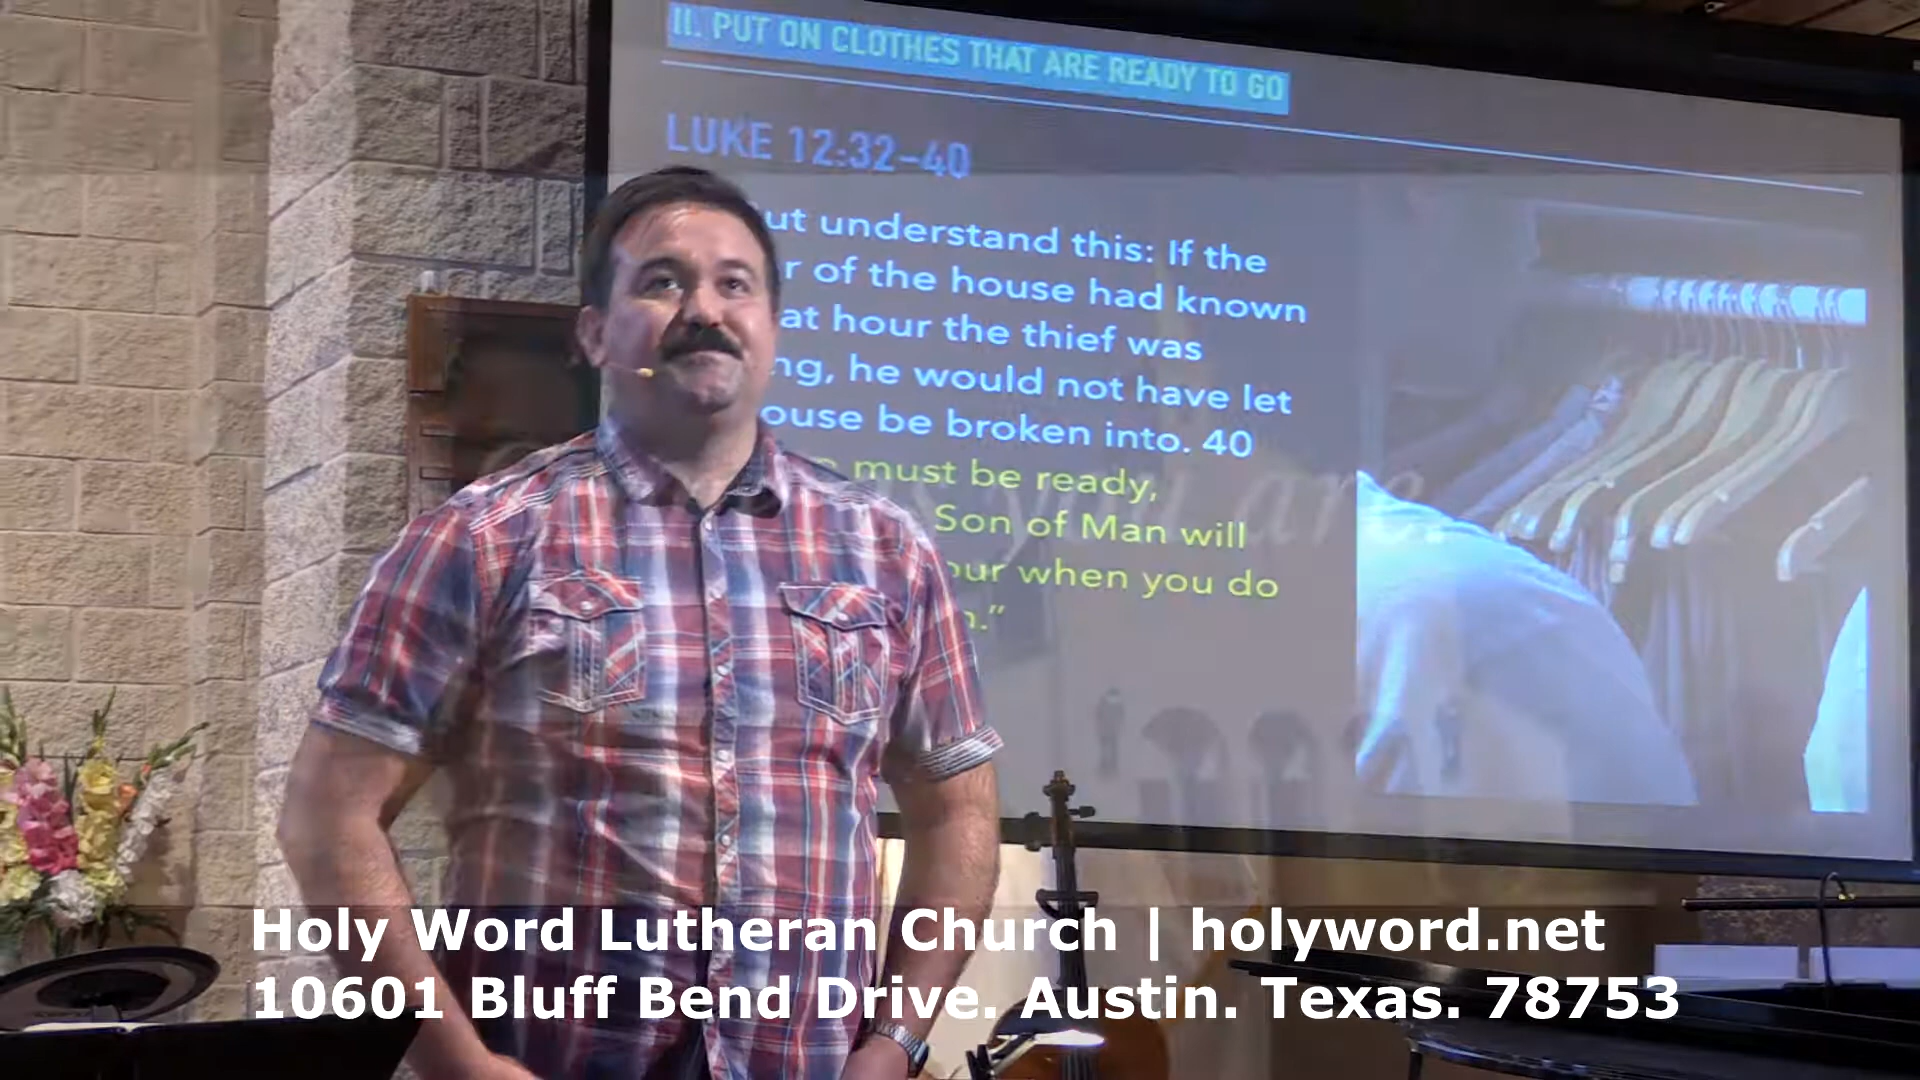 II. PUT ON CLOTHES THAT ARE READY TO GO
LUKE 12:32–40
ut understand this: If the
r of the house had known
at hour the thief was
ng, he would not have let
ouse be broken into. 40
must be ready,
Son of Man will
our when you do
n.”
you are
Holy Word Lutheran Church | holyword.net
10601 Bluff Bend Drive. Austin. Texas. 78753